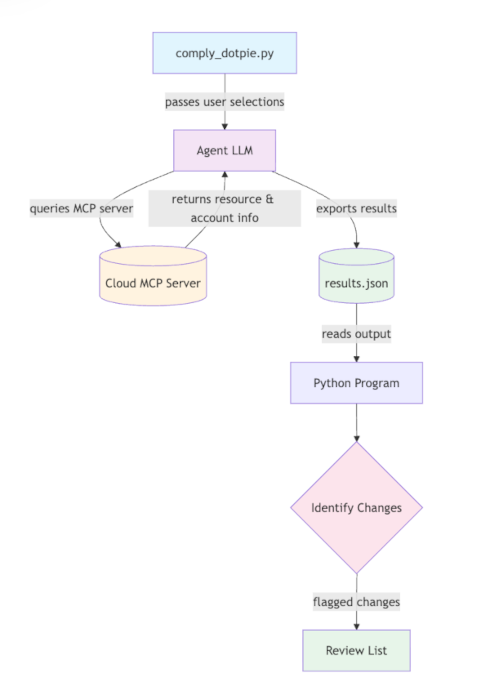 comply_dotpie.py
passes user selections
Agent LLM
queries MCP server
returns resource &
account info
exports results
Cloud MCP Server
results.json
reads output
Python Program
Identify Changes
flagged changes
Review List